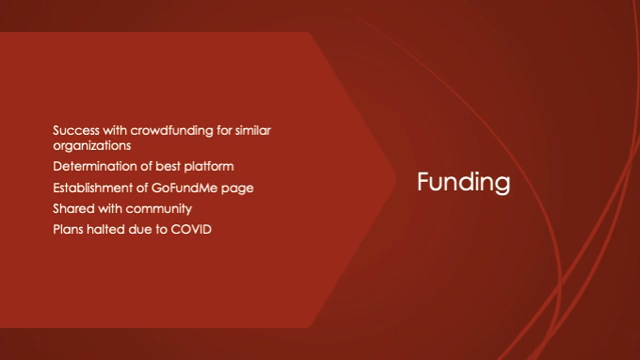 Success with crowdfunding for similar
organizations
Determination of best platform
Establishment of GoFundMe page
Shared with community
Plans halted due to COVID
Funding